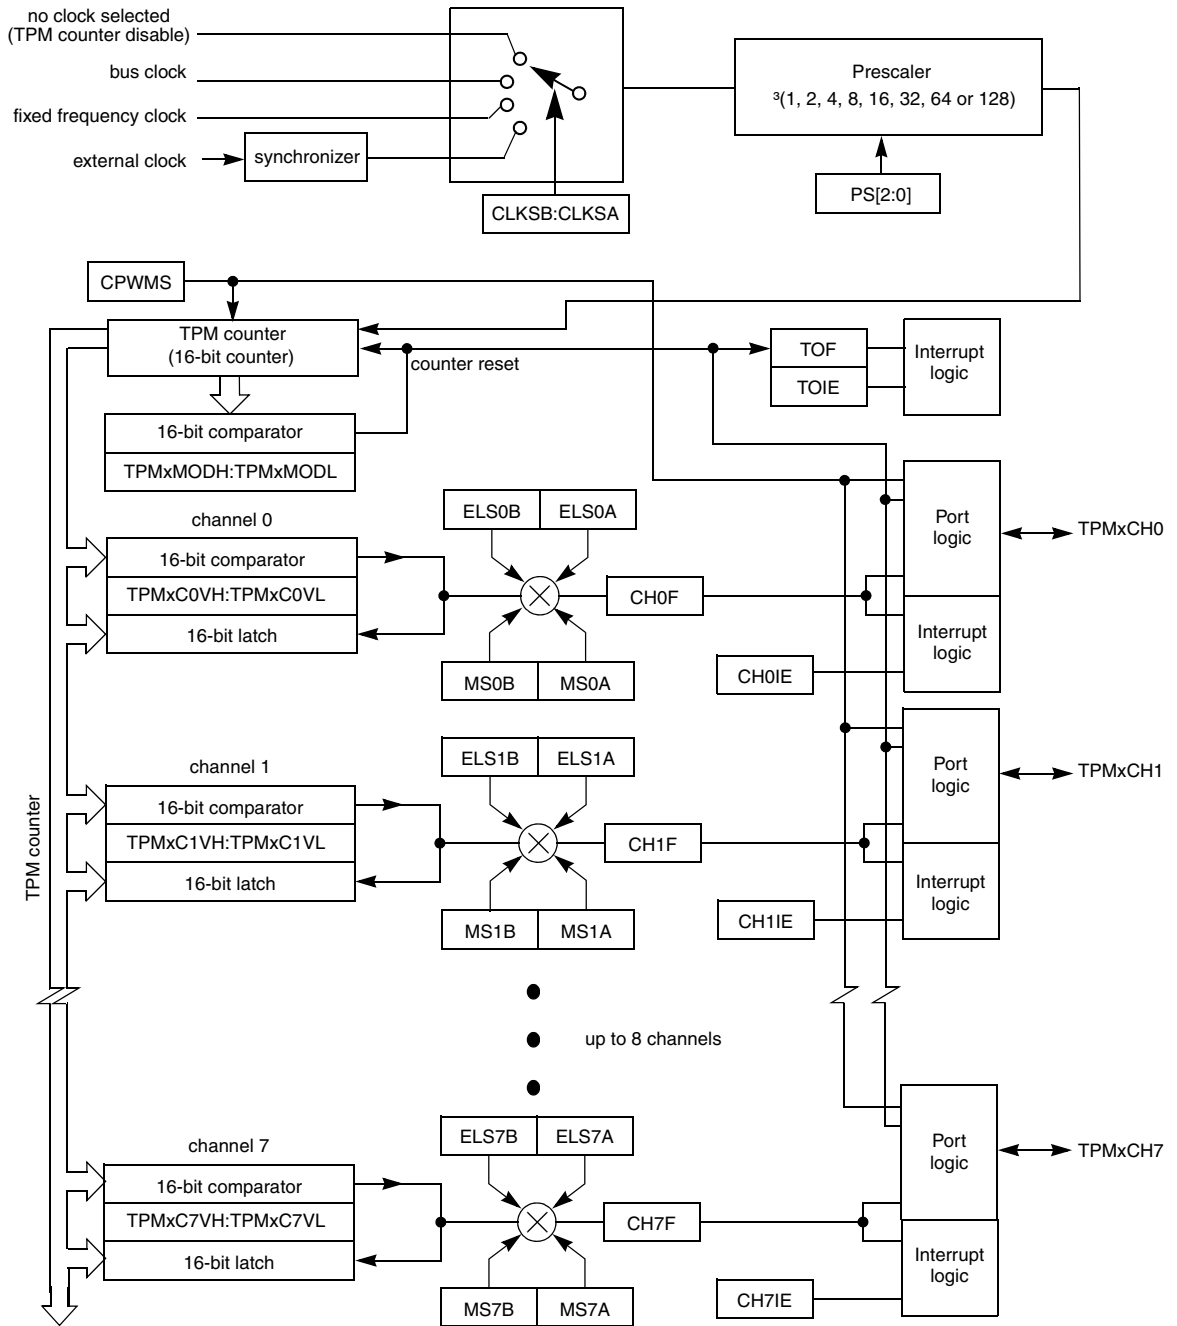 no clock selected
(TPM counter disable)
bus clock
fixed frequency clock
external clock
synchronizer
CLKSB:CLKSA
Prescaler
³(1, 2, 4, 8, 16, 32, 64 or 128)
PS[2:0]
CPWMS
TPM counter
(16-bit counter)
counter reset
TOF
TOIE
Interrupt
logic
16-bit comparator
TPMxMODH:TPMxMODL
channel 0
16-bit comparator
TPMxC0VH:TPMxC0VL
16-bit latch
ELS0B
ELS0A
CH0F
MS0B
MS0A
CH0IE
Port
logic
Interrupt
logic
TPMxCH0
channel 1
16-bit comparator
TPMxC1VH:TPMxC1VL
16-bit latch
ELS1B
ELS1A
CH1F
MS1B
MS1A
CH1IE
Port
logic
Interrupt
logic
TPMxCH1
TPM counter
up to 8 channels
channel 7
16-bit comparator
TPMxC7VH:TPMxC7VL
16-bit latch
ELS7B
ELS7A
CH7F
MS7B
MS7A
CH7IE
Port
logic
Interrupt
logic
TPMxCH7